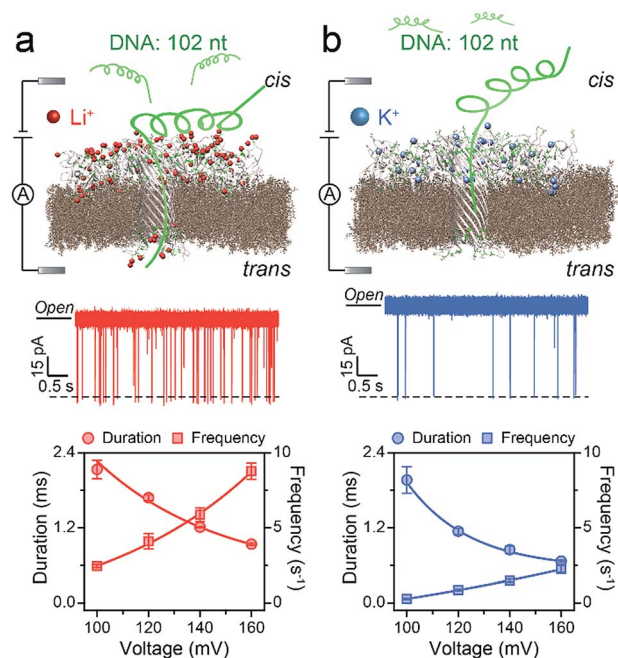 a
DNA: 102 nt
cis
Li⁺
A
trans
Open
15 pA
0.5 s
Duration
Frequency
2.4
1.2
0.0
Duration (ms)
10
5
0
Frequency (s⁻¹)
100 120 140 160
Voltage (mV)
b
DNA: 102 nt
cis
K⁺
A
trans
Open
15 pA
0.5 s
Duration
Frequency
2.4
1.2
0.0
Duration (ms)
10
5
0
Frequency (s⁻¹)
100 120 140 160
Voltage (mV)